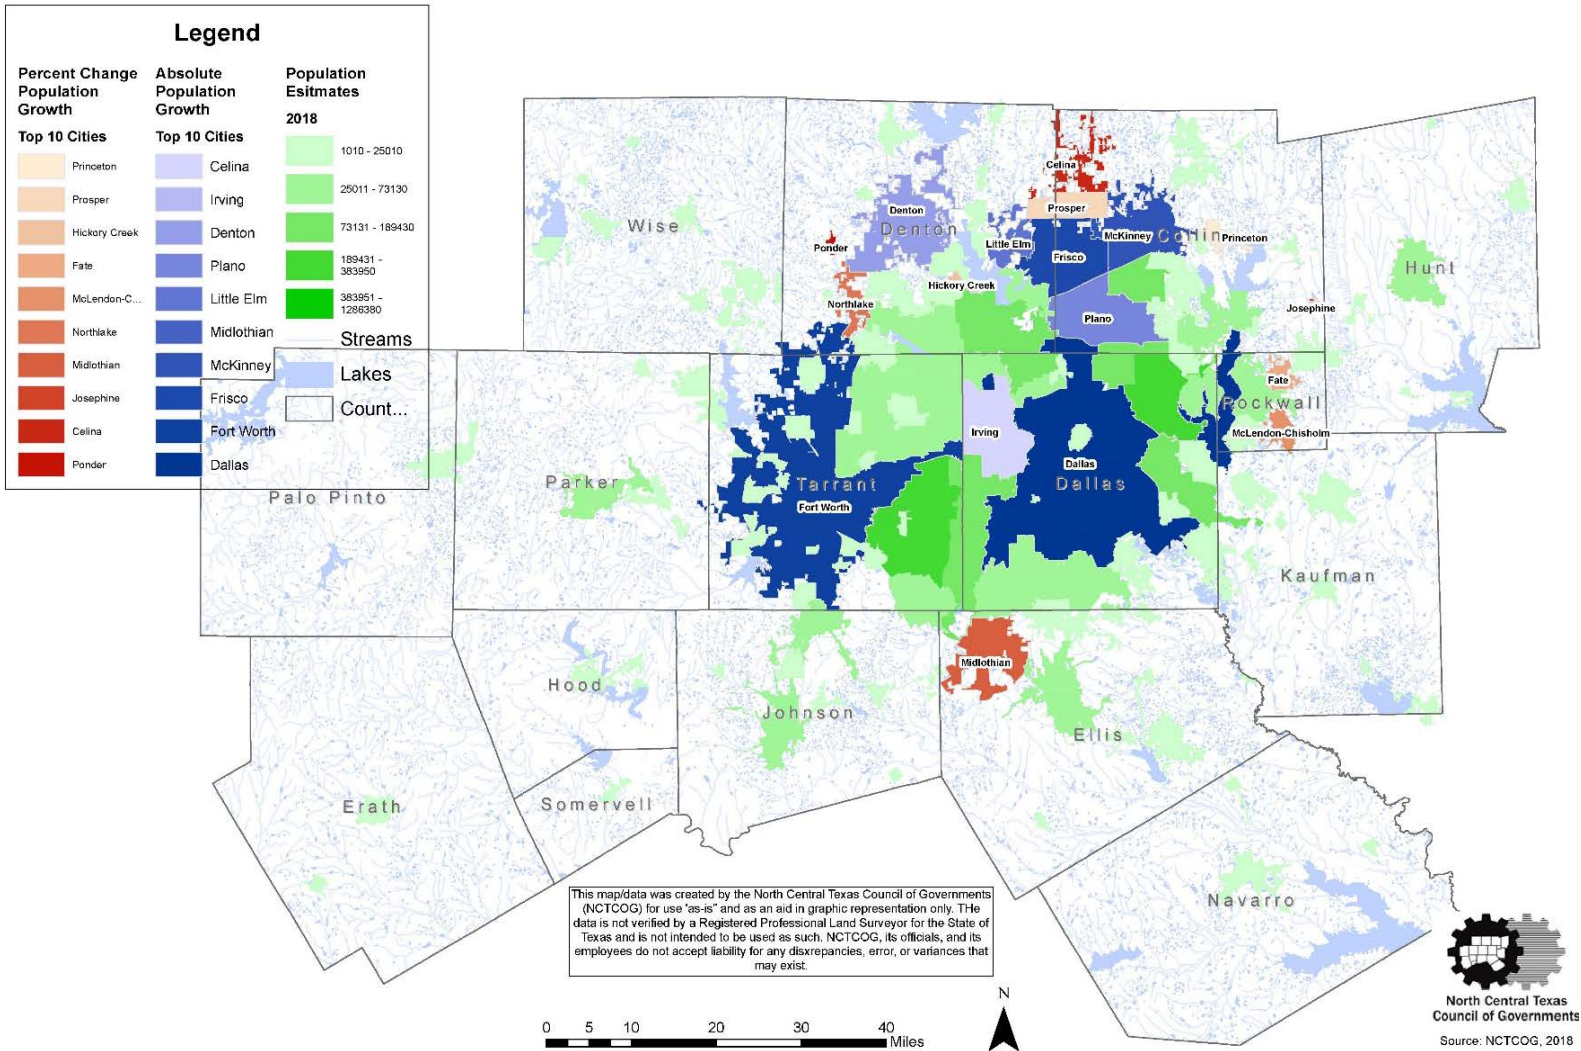 Legend
Percent Change
Population
Growth
Top 10 Cities
Princeton
Prosper
Hickory Creek
Fate
McLendon-C...
Northlake
Midlothian
Josephine
Celina
Ponder
Absolute
Population
Growth
Top 10 Cities
Celina
Irving
Denton
Plano
Little Elm
Midlothian
McKinney
Frisco
Fort Worth
Dallas
Population
Esitmates
2018
1010 - 25010
25011 - 73130
73131 - 189430
189431 -
383950
383951 -
1286380
Streams
Lakes
Count...
Wise
Denton
Denton
Ponder
Northlake
Hickory Creek
Little Elm
Celina
Prosper
McKinney
Collin
Princeton
Frisco
Plano
Josephine
Hunt
Fate
Rockwall
McLendon-Chisholm
Irving
Dallas
Dallas
Tarrant
Fort Worth
Parker
Palo Pinto
Kaufman
Hood
Johnson
Midlothian
Ellis
Erath
Somervell
Navarro
This map/data was created by the North Central Texas Council of Governments
(NCTCOG) for use "as-is" and as an aid in graphic representation only. THe
data is not verified by a Registered Professional Land Surveyor for the State of
Texas and is not intended to be used as such. NCTCOG, its officials, and its
employees do not accept liability for any disxrepancies, error, or variances that
may exist.
0 5 10 20 30 40
Miles
N
North Central Texas
Council of Governments
Source: NCTCOG, 2018